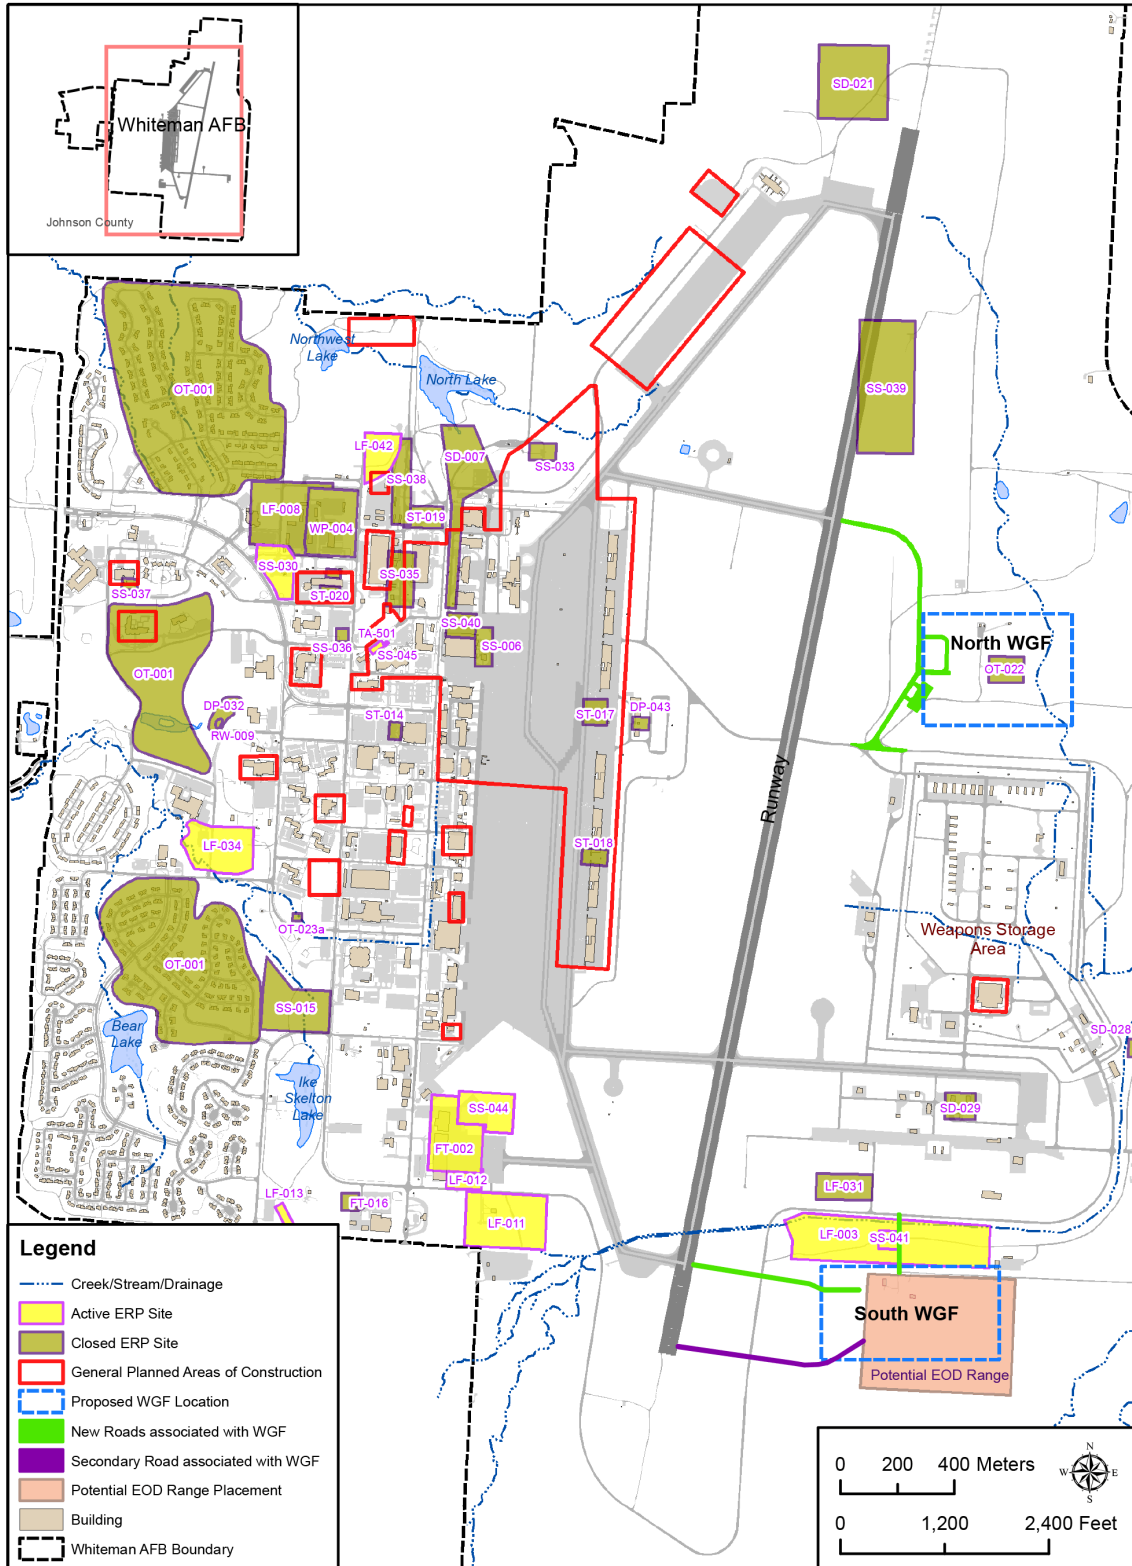 Whiteman AFB
Johnson County
SD-021
Northwest
Lake
North Lake
OT-001
SS-039
LF-042
SD-007
SS-033
SS-038
LF-008
ST-019
WP-004
SS-030
SS-035
SS-037
ST-020
SS-040
TA-501
SS-036
SS-045
SS-006
North WGF
OT-022
OT-001
DP-032
ST-014
ST-017
DP-043
RW-009
Runway
LF-034
ST-018
OT-023a
Weapons Storage
Area
OT-001
SS-015
Bear
Lake
SD-028
Ike
Skelton
Lake
SS-044
SD-029
FT-002
LF-012
LF-031
LF-013
FT-016
LF-011
LF-003
SS-041
South WGF
Potential EOD Range
Legend
Creek/Stream/Drainage
Active ERP Site
Closed ERP Site
General Planned Areas of Construction
Proposed WGF Location
New Roads associated with WGF
Secondary Road associated with WGF
Potential EOD Range Placement
Building
Whiteman AFB Boundary
0 200 400 Meters
N
W E
S
0 1,200 2,400 Feet